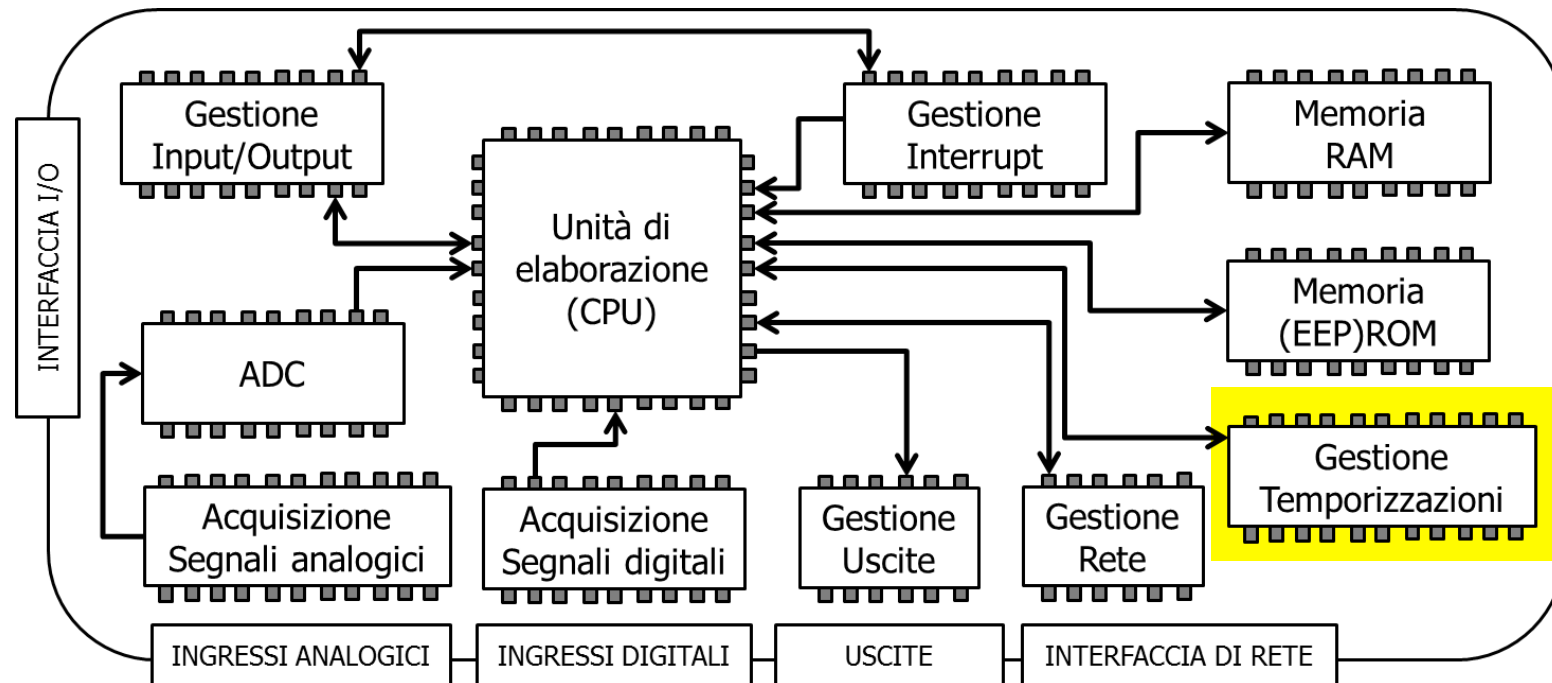 Gestione
Input/Output
Gestione
Interrupt
Memoria
RAM
INTERFACCIA I/O
Unità di
elaborazione
(CPU)
Memoria
(EEP)ROM
ADC
Gestione
Temporizzazioni
Acquisizione
Segnali analogici
Acquisizione
Segnali digitali
Gestione
Uscite
Gestione
Rete
INGRESSI ANALOGICI
INGRESSI DIGITALI
USCITE
INTERFACCIA DI RETE